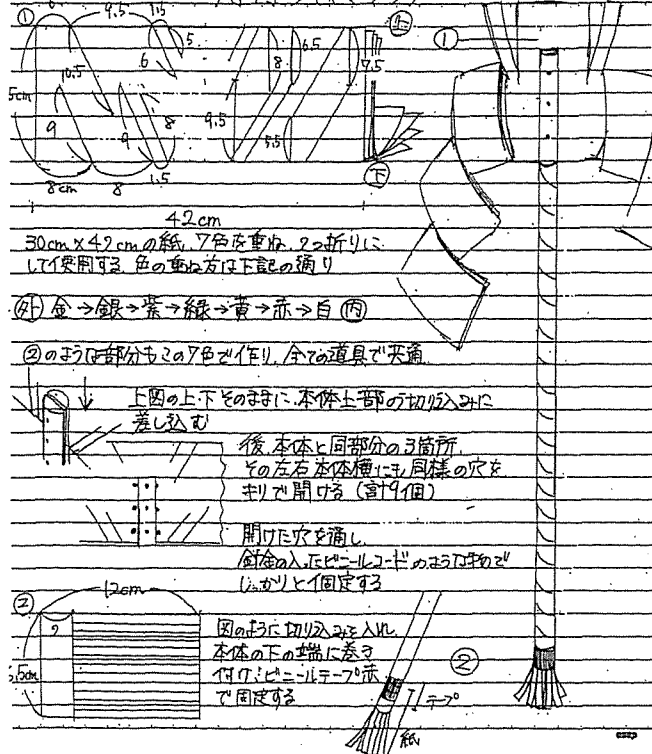 ①
9.5
1.5
5
6
10.5
9
9
8
8cm
8
1.5
8
6.5
7.5
9.5
5.5
上
下
①
42cm
30cm×42cmの紙、7色を重ね、2つ折りに
して使用する。色の重ね方は下記の通り
外 金→銀→紫→緑→黄→赤→白 内
②のような部分もこの7色で作り、全ての道具で共通
上図の上、下そのままに、本体上部の切り込みに
差し込む
後、本体と同部分の3箇所、
その左右本体横にも同様の穴を
キリで開ける(計9個)
開けた穴を通し、
針金の入ったビニールコードのような物で
しっかりと固定する
②
12cm
2
5.5cm
図のように切り込みを入れ、
本体の下の端に巻き
付け、ビニールテープ赤
で固定する
②
テープ
紙